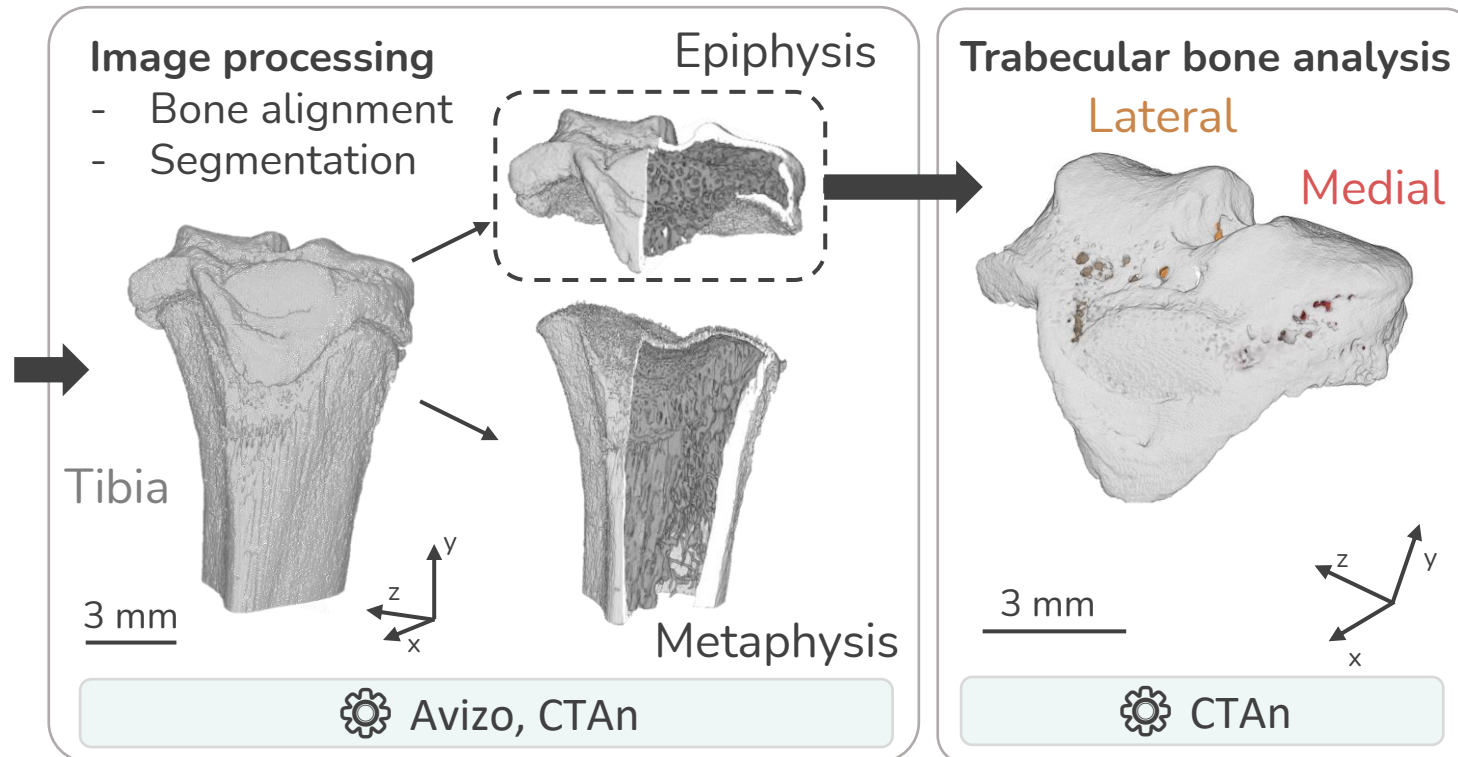 Image processing
- Bone alignment
- Segmentation
Epiphysis
Tibia
3 mm
y
z
x
Metaphysis
Avizo, CTAn
Trabecular bone analysis
Lateral
Medial
3 mm
z
y
x
CTAn